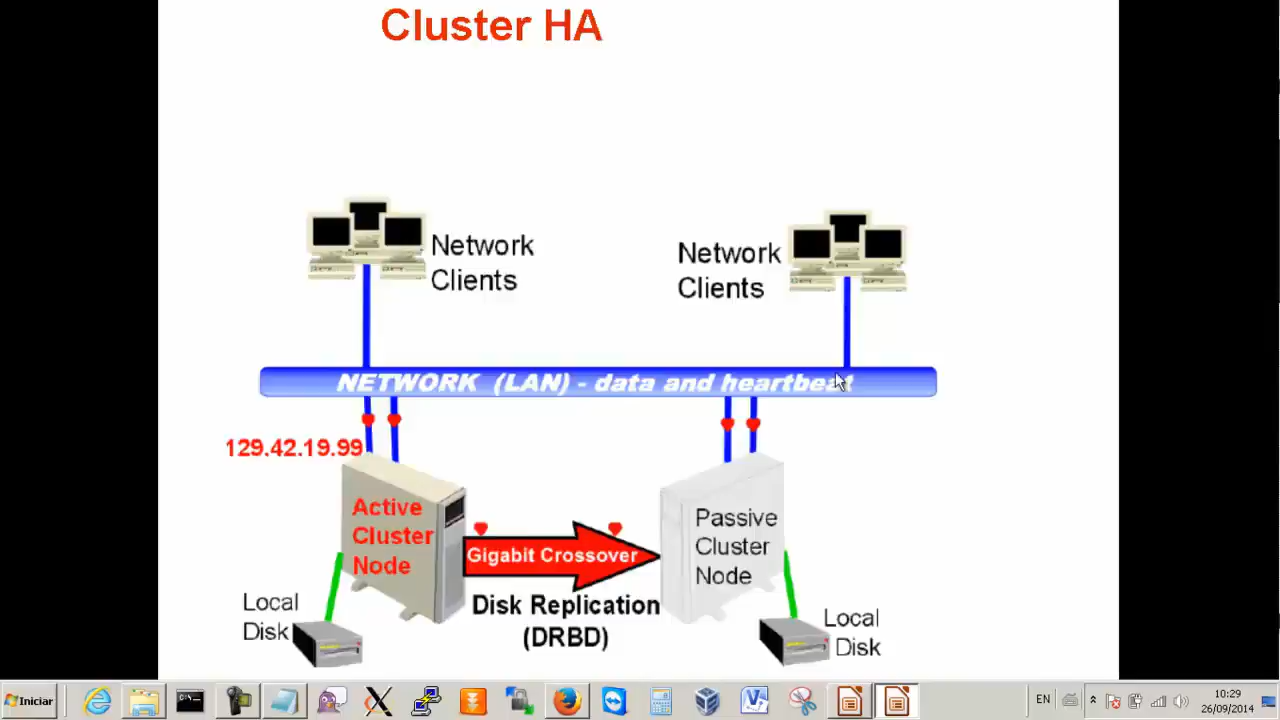 Cluster HA
Network
Clients
Network
Clients
NETWORK (LAN) - data and heartbeat
129.42.19.99
Active
Cluster
Node
Passive
Cluster
Node
Gigabit Crossover
Disk Replication
(DRBD)
Local
Disk
Local
Disk
Iniciar
EN
10:29
26/09/2014